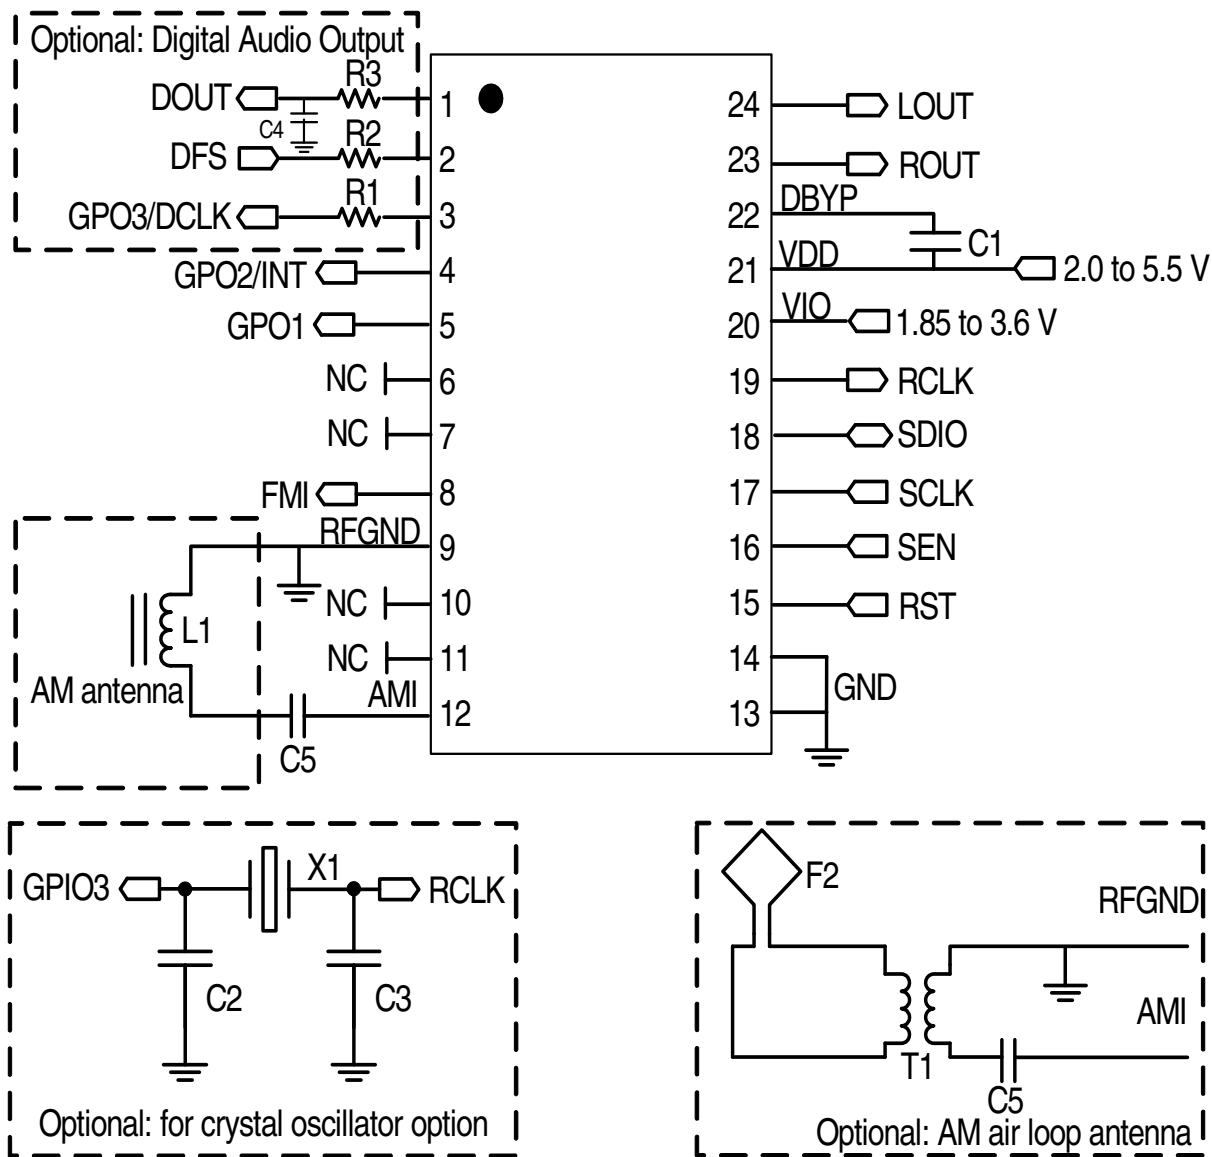 Optional: Digital Audio Output
DOUT
R3
1
C4
DFS
R2
2
GPO3/DCLK
R1
3
GPO2/INT
4
GPO1
5
NC
6
NC
7
FMI
8
RFGND
9
NC
10
NC
11
AMI
12
L1
AM antenna
C5
24
LOUT
23
ROUT
22
DBYP
C1
21
VDD
2.0 to 5.5 V
20
VIO
1.85 to 3.6 V
19
RCLK
18
SDIO
17
SCLK
16
SEN
15
RST
14
GND
13
GPIO3
X1
RCLK
C2
C3
Optional: for crystal oscillator option
F2
RFGND
AMI
T1
C5
Optional: AM air loop antenna